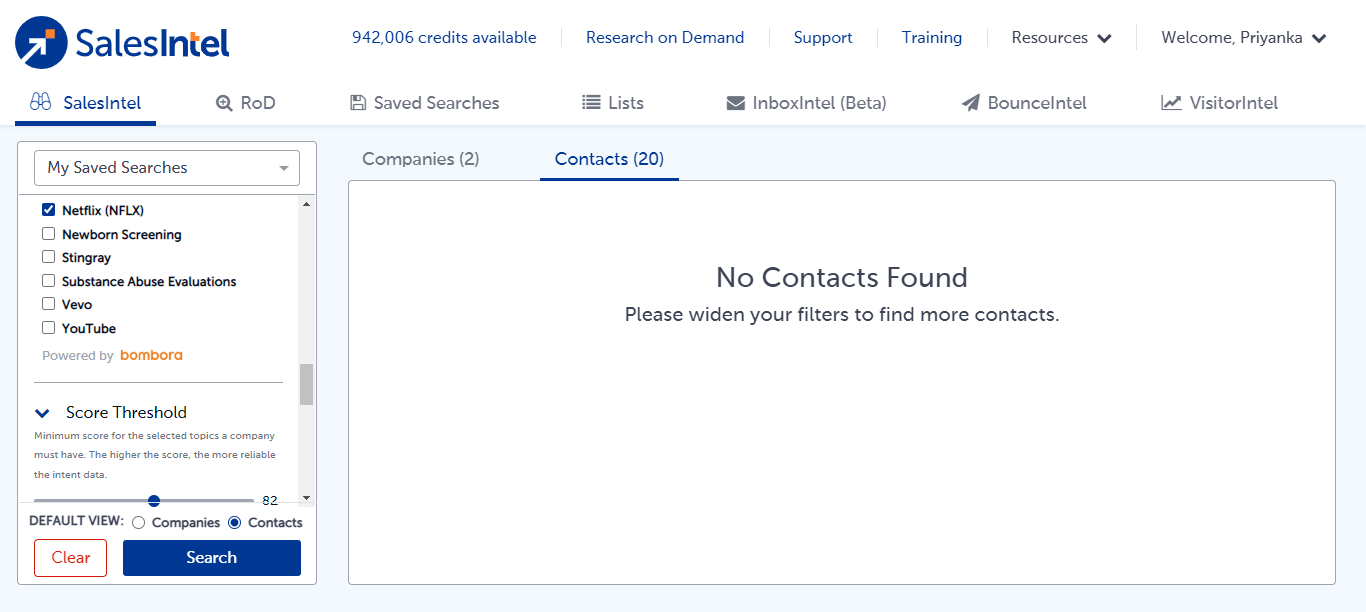 SalesIntel
942,006 credits available
Research on Demand
Support
Training
Resources
Welcome, Priyanka
SalesIntel
RoD
Saved Searches
Lists
InboxIntel (Beta)
BounceIntel
VisitorIntel
My Saved Searches
Netflix (NFLX)
Newborn Screening
Stingray
Substance Abuse Evaluations
Vevo
YouTube
Powered by bombora
Score Threshold
Minimum score for the selected topics a company
must have. The higher the score, the more reliable
the intent data.
82
DEFAULT VIEW: Companies Contacts
Clear
Search
Companies (2)
Contacts (20)
No Contacts Found
Please widen your filters to find more contacts.